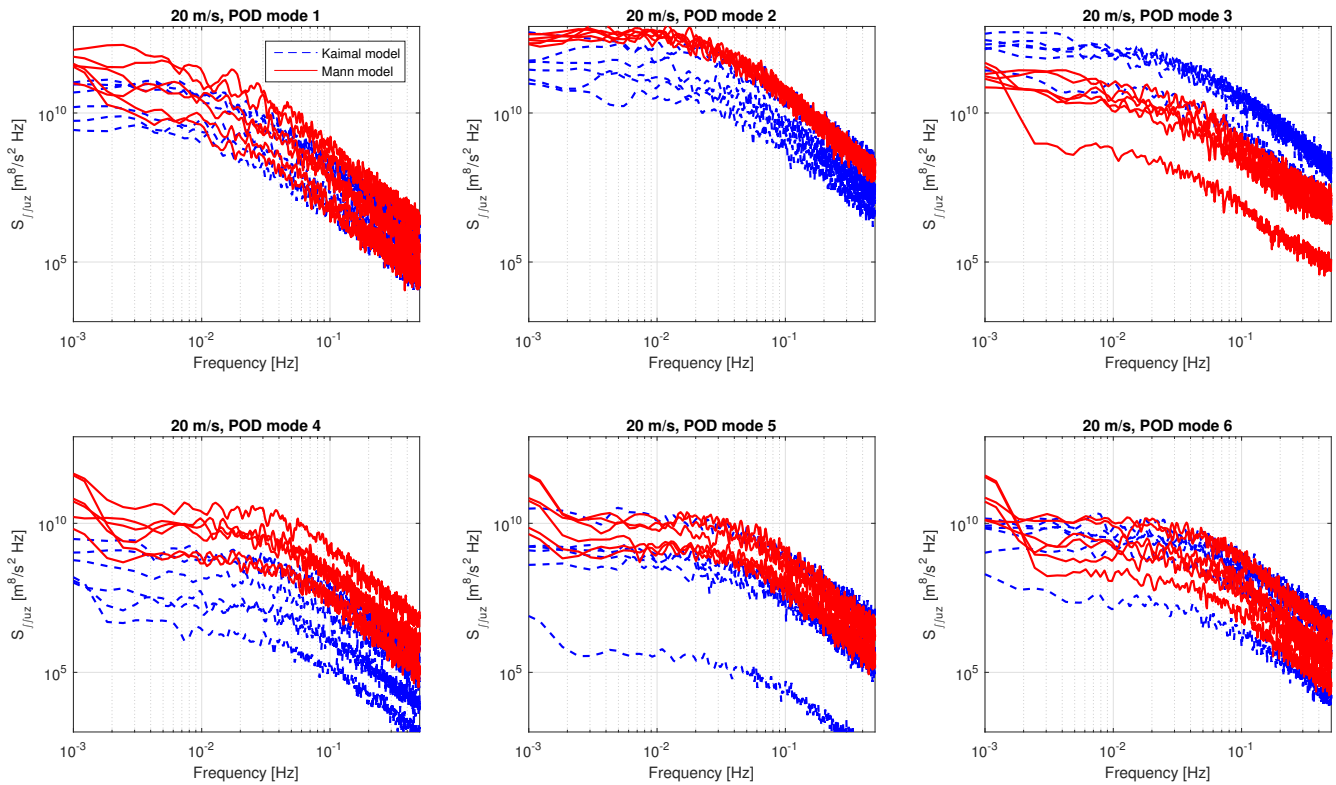 20 m/s, POD mode 1
Kaimal model
Mann model
10^10
10^5
S_∫∫uz [m^8/s^2 Hz]
10^-3 10^-2 10^-1
Frequency [Hz]
20 m/s, POD mode 2
10^10
10^5
S_∫∫uz [m^8/s^2 Hz]
10^-3 10^-2 10^-1
Frequency [Hz]
20 m/s, POD mode 3
10^10
10^5
S_∫∫uz [m^8/s^2 Hz]
10^-3 10^-2 10^-1
Frequency [Hz]
20 m/s, POD mode 4
10^10
10^5
S_∫∫uz [m^8/s^2 Hz]
10^-3 10^-2 10^-1
Frequency [Hz]
20 m/s, POD mode 5
10^10
10^5
S_∫∫uz [m^8/s^2 Hz]
10^-3 10^-2 10^-1
Frequency [Hz]
20 m/s, POD mode 6
10^10
10^5
S_∫∫uz [m^8/s^2 Hz]
10^-3 10^-2 10^-1
Frequency [Hz]